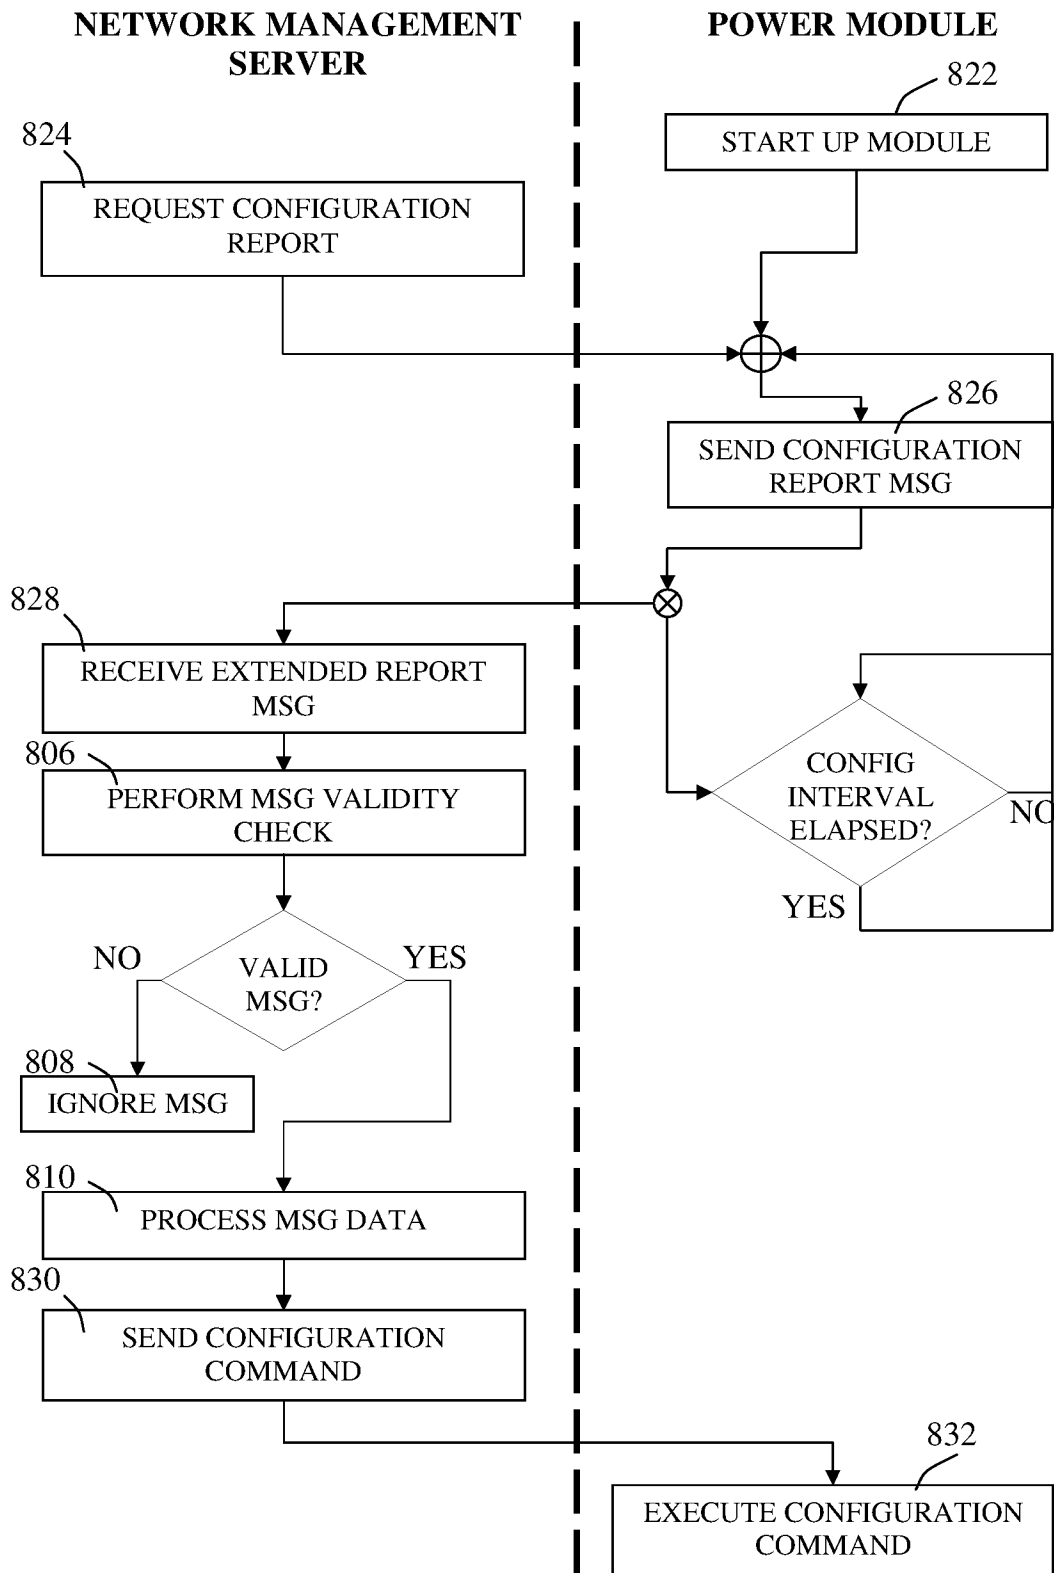 NETWORK MANAGEMENT
SERVER
POWER MODULE
822
START UP MODULE
824
REQUEST CONFIGURATION
REPORT
826
SEND CONFIGURATION
REPORT MSG
828
RECEIVE EXTENDED REPORT
MSG
806
PERFORM MSG VALIDITY
CHECK
CONFIG
INTERVAL
ELAPSED?
NO
YES
NO
YES
VALID
MSG?
808
IGNORE MSG
810
PROCESS MSG DATA
830
SEND CONFIGURATION
COMMAND
832
EXECUTE CONFIGURATION
COMMAND